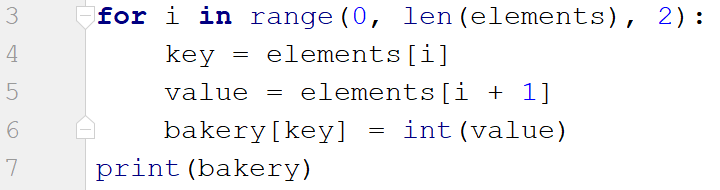 3 for i in range(0, len(elements), 2):
4     key = elements[i]
5     value = elements[i + 1]
6     bakery[key] = int(value)
7 print(bakery)